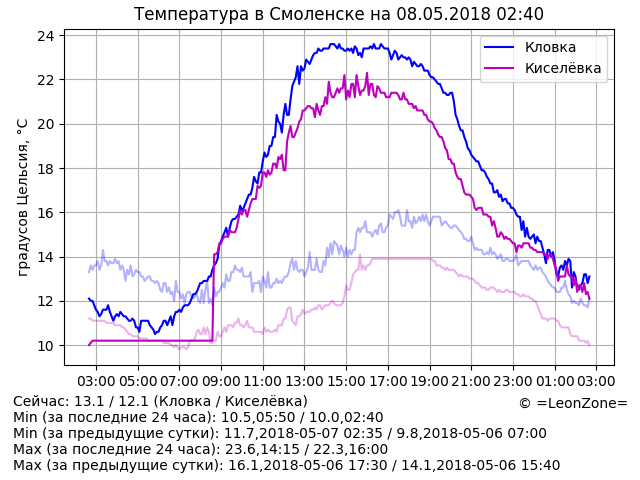 Температура в Смоленске на 08.05.2018 02:40
градусов Цельсия, °C
24
22
20
18
16
14
12
10
Кловка
Киселёвка
03:00 05:00 07:00 09:00 11:00 13:00 15:00 17:00 19:00 21:00 23:00 01:00 03:00
Сейчас: 13.1 / 12.1 (Кловка / Киселёвка)
© =LeonZone=
Min (за последние 24 часа): 10.5,05:50 / 10.0,02:40
Min (за предыдущие сутки): 11.7,2018-05-07 02:35 / 9.8,2018-05-06 07:00
Max (за последние 24 часа): 23.6,14:15 / 22.3,16:00
Max (за предыдущие сутки): 16.1,2018-05-06 17:30 / 14.1,2018-05-06 15:40